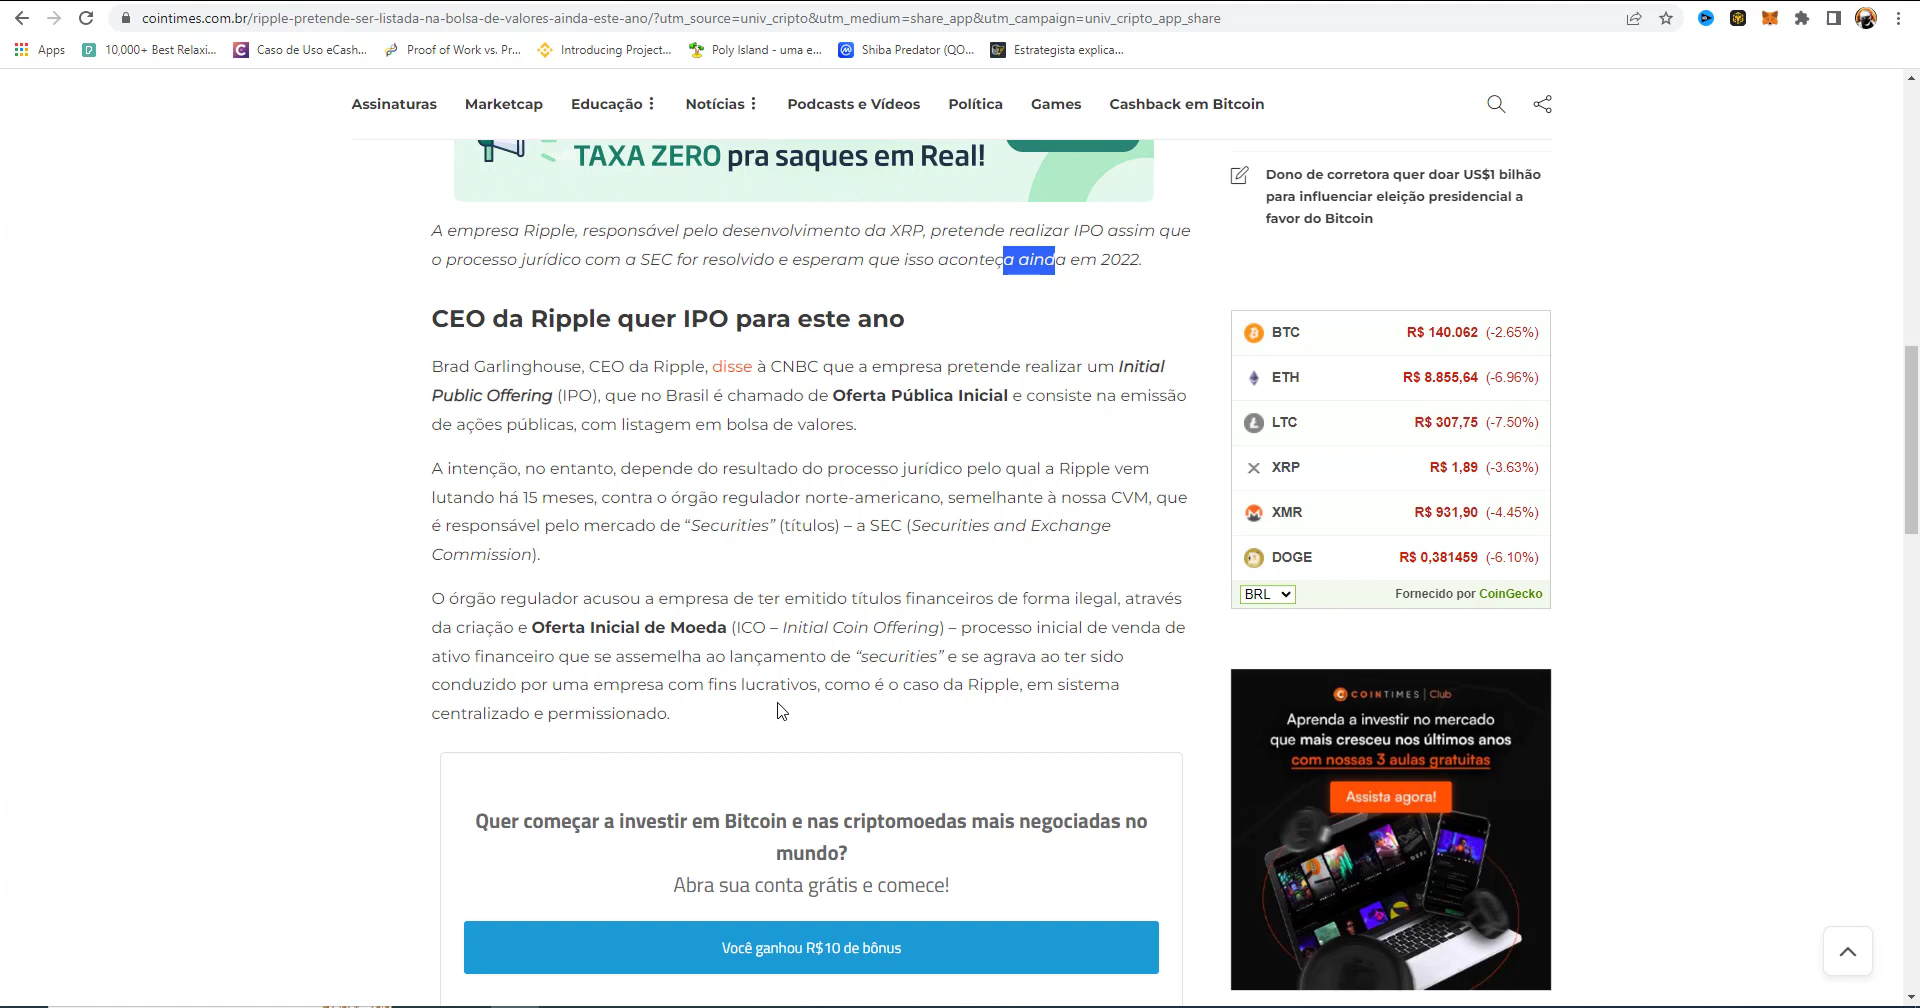 cointimes.com.br/ripple-pretende-ser-listada-na-bolsa-de-valores-ainda-este-ano/?utm_source=univ_cripto&utm_medium=share_app&utm_campaign=univ_cripto_app_share
Apps 10,000+ Best Relaxi... Caso de Uso eCash... Proof of Work vs. Pr... Introducing Project... Poly Island - uma e... Shiba Predator (QO... Estrategista explica...
Assinaturas Marketcap Educação Notícias Podcasts e Vídeos Política Games Cashback em Bitcoin
TAXA ZERO pra saques em Real!
A empresa Ripple, responsável pelo desenvolvimento da XRP, pretende realizar IPO assim que
o processo jurídico com a SEC for resolvido e esperam que isso aconteça ainda em 2022.
CEO da Ripple quer IPO para este ano
Brad Garlinghouse, CEO da Ripple, disse à CNBC que a empresa pretende realizar um Initial
Public Offering (IPO), que no Brasil é chamado de Oferta Pública Inicial e consiste na emissão
de ações públicas, com listagem em bolsa de valores.
A intenção, no entanto, depende do resultado do processo jurídico pelo qual a Ripple vem
lutando há 15 meses, contra o órgão regulador norte-americano, semelhante à nossa CVM, que
é responsável pelo mercado de “Securities” (títulos) – a SEC (Securities and Exchange
Commission).
O órgão regulador acusou a empresa de ter emitido títulos financeiros de forma ilegal, através
da criação e Oferta Inicial de Moeda (ICO – Initial Coin Offering) – processo inicial de venda de
ativo financeiro que se assemelha ao lançamento de “securities” e se agrava ao ter sido
conduzido por uma empresa com fins lucrativos, como é o caso da Ripple, em sistema
centralizado e permissionado.
Quer começar a investir em Bitcoin e nas criptomoedas mais negociadas no
mundo?
Abra sua conta grátis e comece!
Você ganhou R$10 de bônus
Dono de corretora quer doar US$1 bilhão
para influenciar eleição presidencial a
favor do Bitcoin
BTC R$ 140.062 (-2.65%)
ETH R$ 8.855,64 (-6.96%)
LTC R$ 307,75 (-7.50%)
XRP R$ 1,89 (-3.63%)
XMR R$ 931,90 (-4.45%)
DOGE R$ 0,381459 (-6.10%)
BRL Fornecido por CoinGecko
COINTIMES | Club
Aprenda a investir no mercado
que mais cresceu nos últimos anos
com nossas 3 aulas gratuitas
Assista agora!